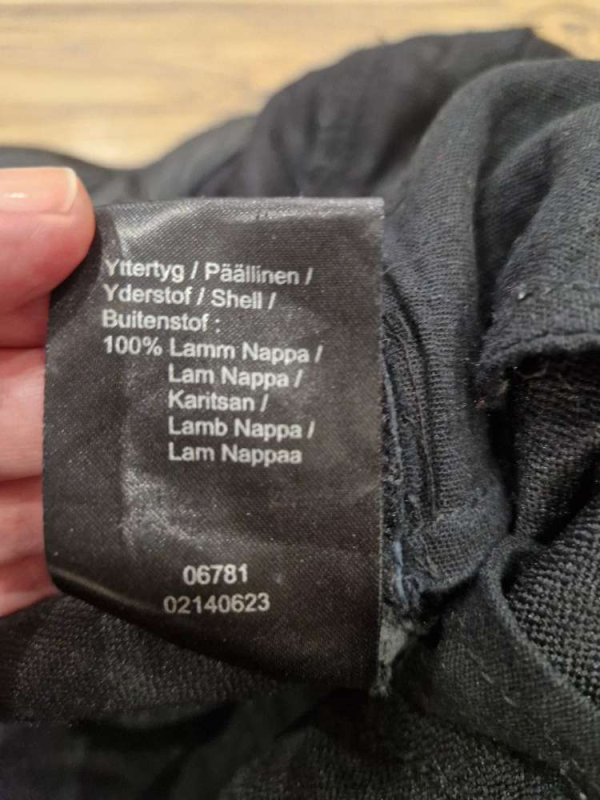 Yttertyg / Päällinen /
Yderstof / Shell /
Buitenstof :
100% Lamm Nappa /
Lam Nappa /
Karitsan /
Lamb Nappa /
Lam Nappaa
06781
02140623